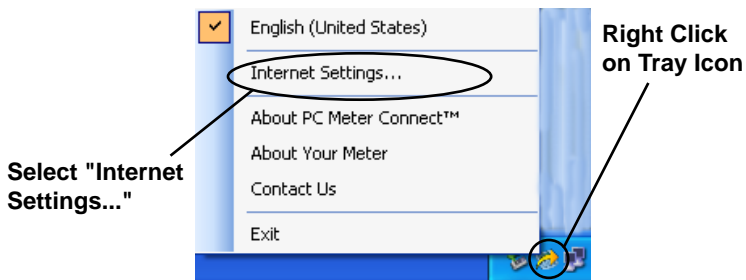 English (United States)
Right Click
on Tray Icon
Internet Settings...
About PC Meter Connect™
About Your Meter
Select "Internet
Settings..."
Contact Us
Exit